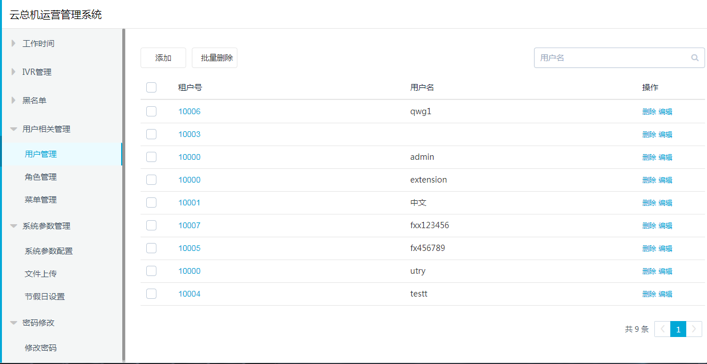 云总机运营管理系统
工作时间
IVR管理
黑名单
用户相关管理
用户管理
角色管理
菜单管理
系统参数管理
系统参数配置
文件上传
节假日设置
密码修改
修改密码
添加 批量删除 用户名
租户号 用户名 操作
10006 qwg1 删除 编辑
10003 删除 编辑
10000 admin 删除 编辑
10000 extension 删除 编辑
10001 中文 删除 编辑
10007 fxx123456 删除 编辑
10005 fx456789 删除 编辑
10000 utry 删除 编辑
10004 testt 删除 编辑
共 9 条 1